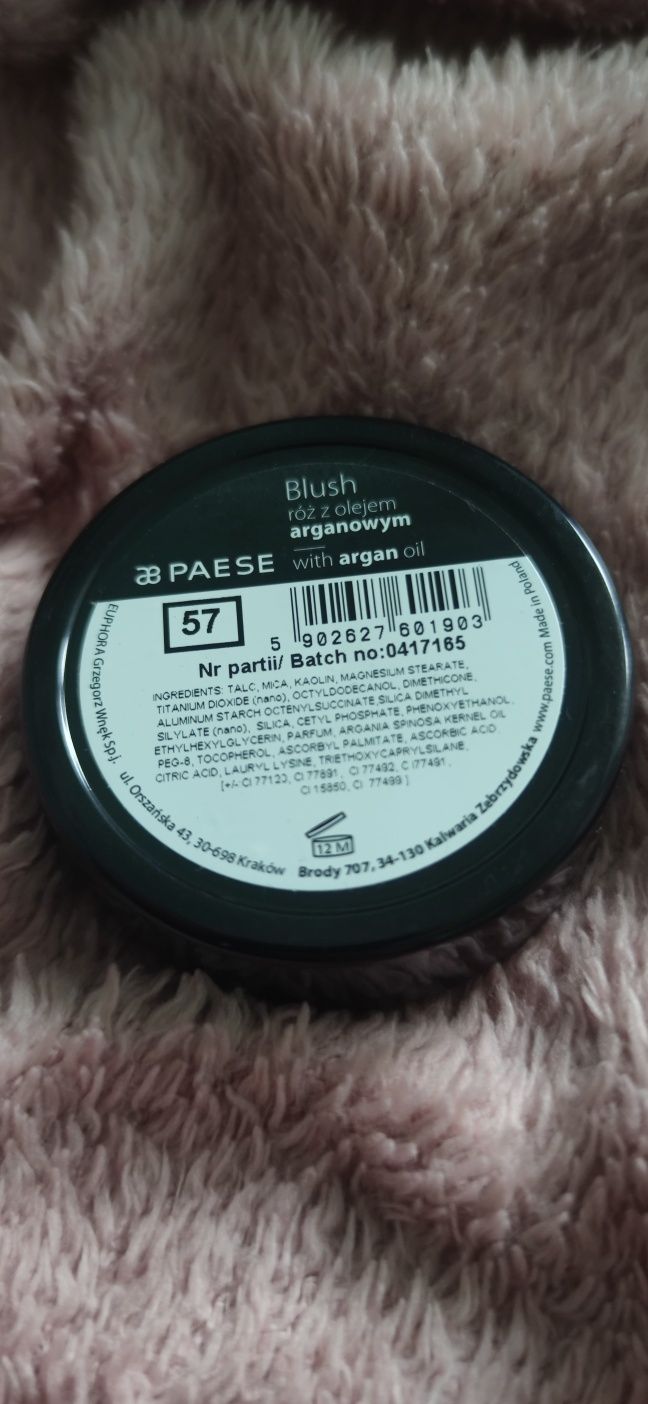 Blush
róż z olejem
arganowym
with argan oil
PAESE
57
5 902627 601903
Nr partii/ Batch no:0417165
INGREDIENTS: TALC, MICA, KAOLIN, MAGNESIUM STEARATE,
TITANIUM DIOXIDE (nano), OCTYLDODECANOL, DIMETHICONE,
ALUMINUM STARCH OCTENYLSUCCINATE,SILICA DIMETHYL
SILYLATE (nano), SILICA, CETYL PHOSPHATE, PHENOXYETHANOL,
ETHYLHEXYLGLYCERIN, PARFUM, ARGANIA SPINOSA KERNEL OIL
PEG-8, TOCOPHEROL, ASCORBYL PALMITATE, ASCORBIC ACID,
CITRIC ACID, LAURYL LYSINE, TRIETHOXYCAPRYLSILANE,
[+/- CI 77891, CI 77492, CI77491,
CI 15850, CI 77499 ]
12 M
EUPHORA Grzegorz Wnęk Sp.j. ul. Orszańska 43, 30-698 Kraków
Brody 707, 34-130 Kalwaria Zebrzydowska www.paese.com Made in Poland